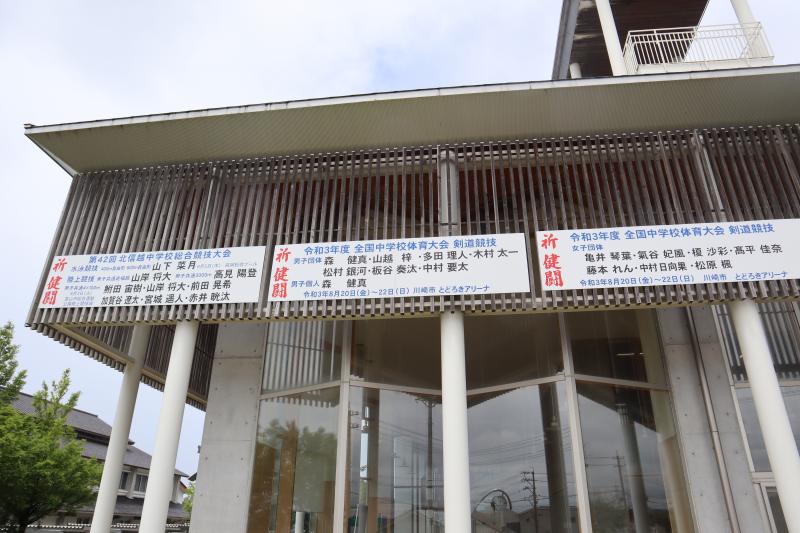 祈健闘
第42回 北信越中学校総合競技大会
水泳競技 山下 菜月
陸上競技 山岸 将大 高見 陽登
山岸 将大・前田 晃希
加賀谷 遼太・宮城 遥人・赤井 晄汰
祈健闘
令和3年度 全国中学校体育大会 剣道競技
男子団体 森 健真・山越 梓・多田 理人・木村 太一
松村 銀河・板谷 奏汰・中村 要太
男子個人 森 健真
令和3年8月20日(金)~22日(日) 川崎市 とどろきアリーナ
祈健闘
令和3年度 全国中学校体育大会 剣道競技
女子団体 亀井 琴葉・氣谷 妃風・榎 沙彩・高平 佳奈
藤本 れん・中村 日向果・松原 楓
令和3年8月20日(金)~22日(日) 川崎市 とどろきアリーナ